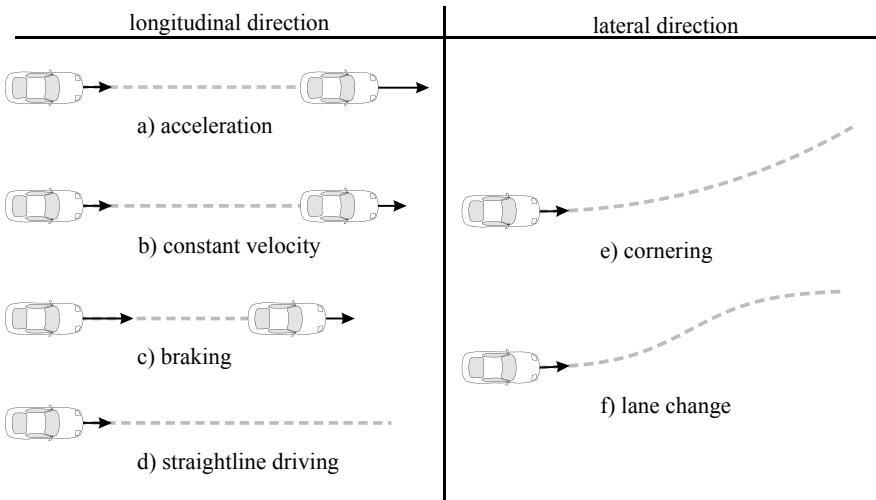 longitudinal direction
a) acceleration
b) constant velocity
c) braking
d) straightline driving
lateral direction
e) cornering
f) lane change